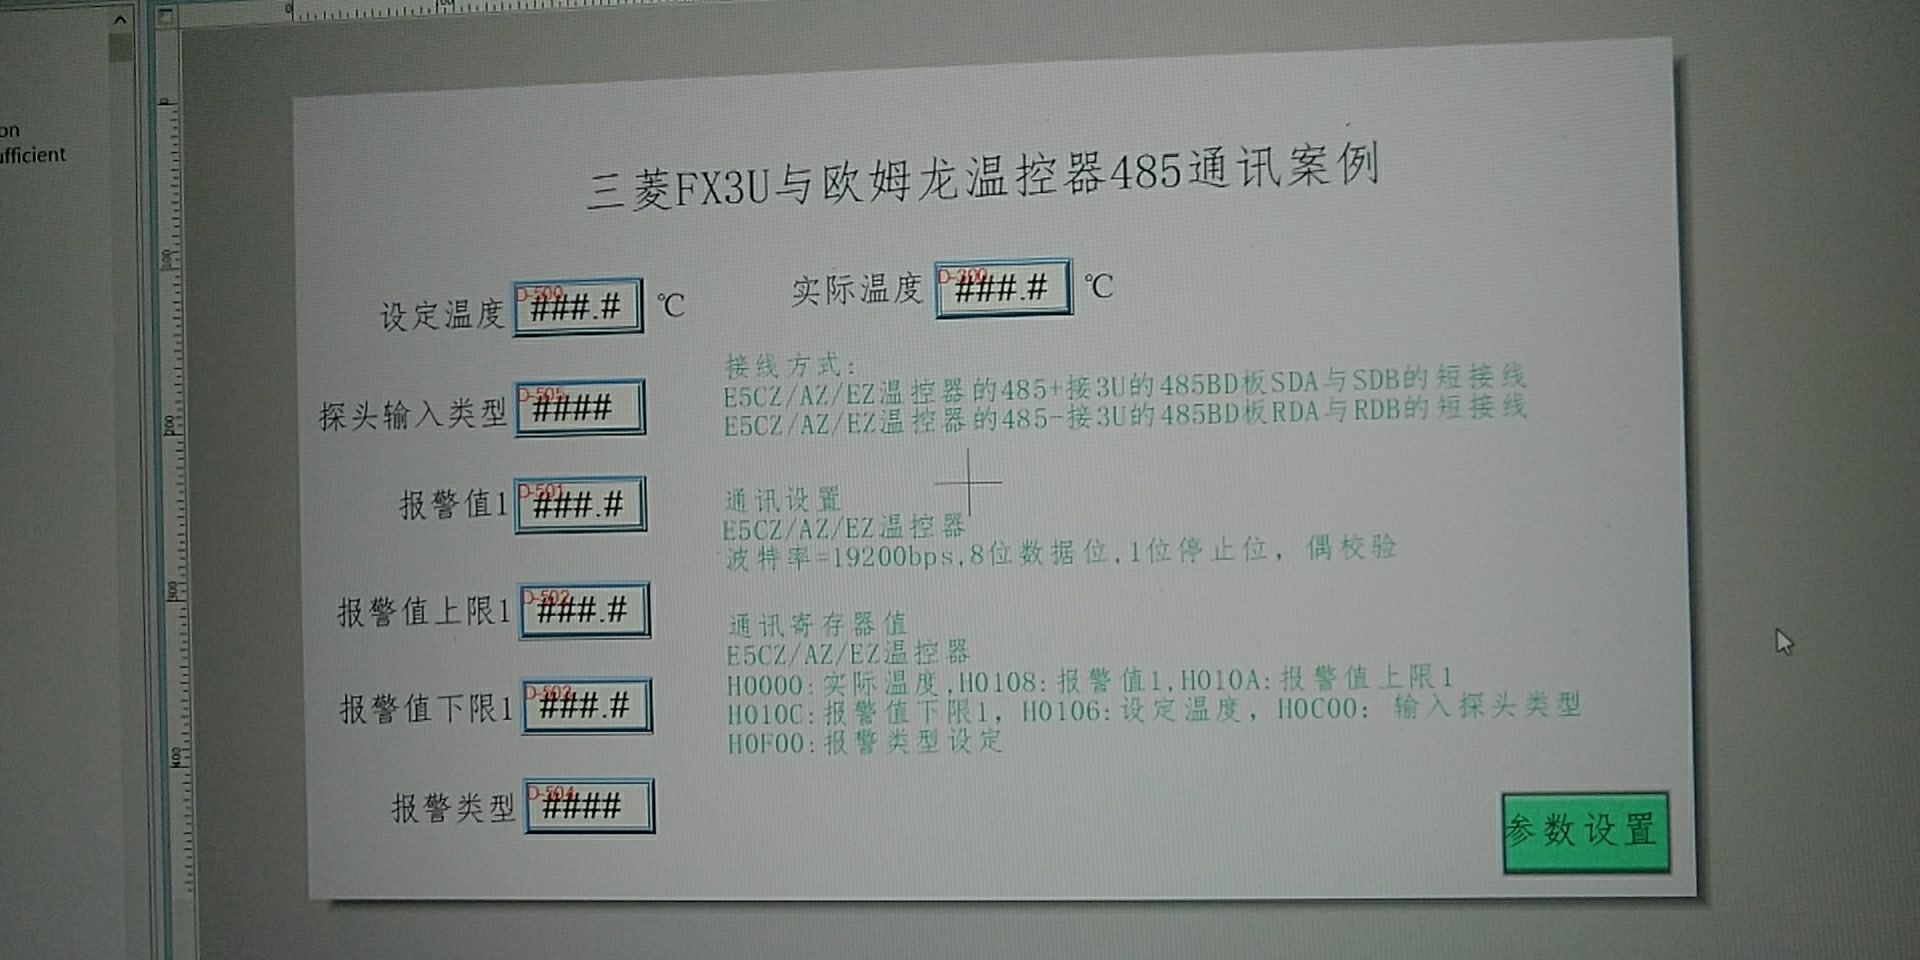 on
ufficient
三菱FX3U与欧姆龙温控器485通讯案例
设定温度 D-500 ###.# ℃
实际温度 D-300 ###.# ℃
探头输入类型 D-505 ####
报警值1 D-501 ###.#
报警值上限1 D-502 ###.#
报警值下限1 D-503 ###.#
报警类型 D-504 ####
接线方式:
E5CZ/AZ/EZ温控器的485+接3U的485BD板SDA与SDB的短接线
E5CZ/AZ/EZ温控器的485-接3U的485BD板RDA与RDB的短接线
通讯设置
E5CZ/AZ/EZ温控器
波特率=19200bps,8位数据位,1位停止位，偶校验
通讯寄存器值
E5CZ/AZ/EZ温控器
H0000:实际温度,H0108:报警值1,H010A:报警值上限1
H010C:报警值下限1，H0106:设定温度，H0C00：输入探头类型
H0F00:报警类型设定
参数设置